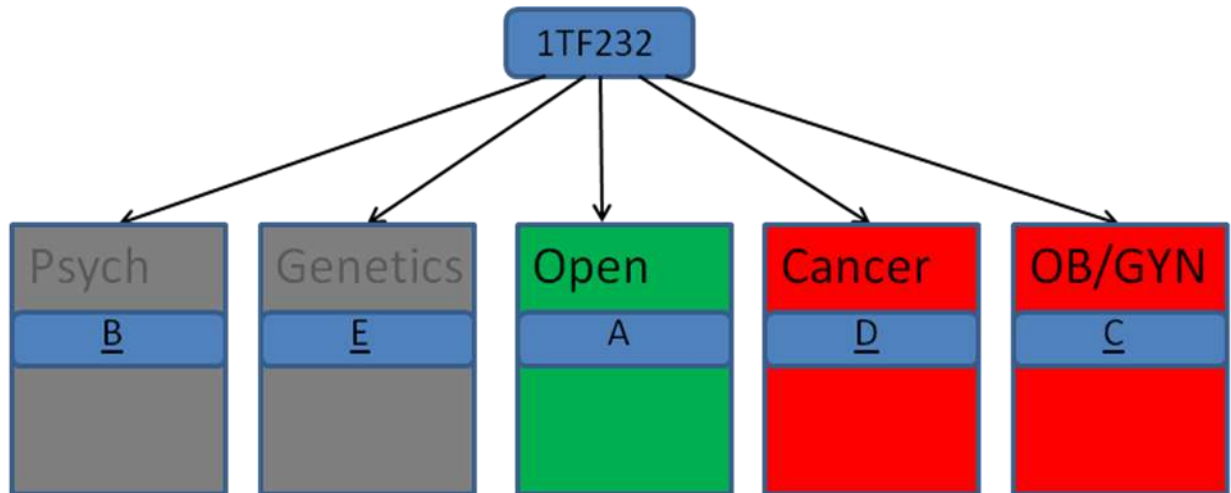 1TF232
Psych
Genetics
Open
Cancer
OB/GYN
B
E
A
D
C